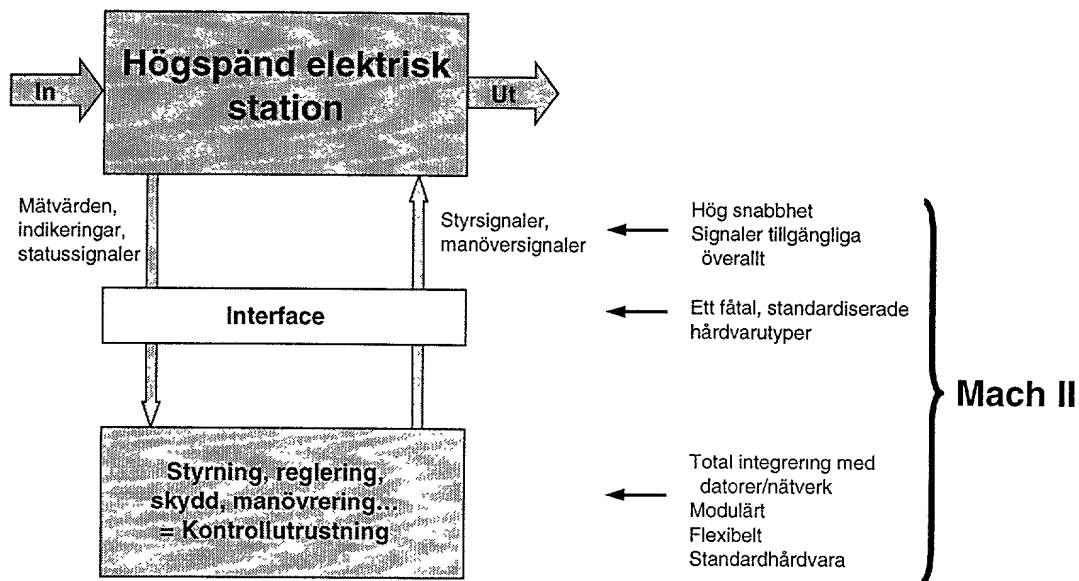 Högspänd elektrisk
station
In
Ut
Mätvärden,
indikeringar,
statussignaler
Styrsignaler,
manöversignaler
Hög snabbhet
Signaler tillgängliga
överallt
Interface
Ett fåtal, standardiserade
hårdvarutyper
Mach II
Styrning, reglering,
skydd, manövrering...
= Kontrollutrustning
Total integrering med
datorer/nätverk
Modulärt
Flexibelt
Standardhårdvara